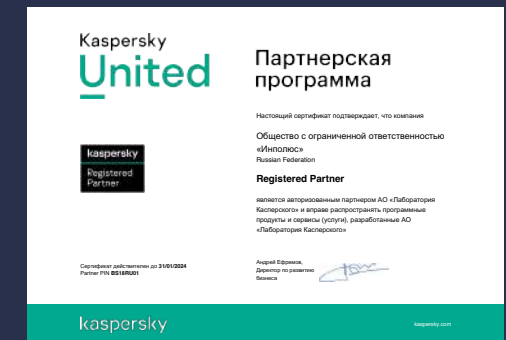 Kaspersky
United
Партнерская
программа
Настоящий сертификат подтверждает, что компания
Общество с ограниченной ответственностью
«Инполюс»
Russian Federation
kaspersky
Registered
Partner
Registered Partner
является авторизованным партнером АО «Лаборатория
Касперского» и вправе распространять программные
продукты и сервисы (услуги), разработанные АО
«Лаборатория Касперского»
Сертификат действителен до 31/01/2024
Partner PIN BS18RU01
Андрей Ефремов,
Директор по развитию
бизнеса
kaspersky
kaspersky.com